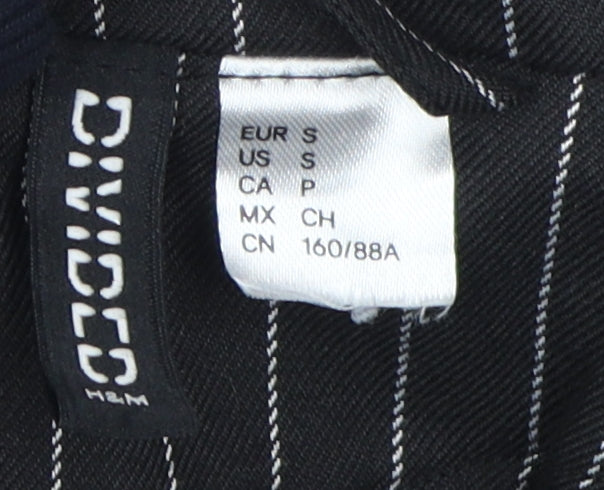 DIVIDED
H&M
EUR S
US S
CA P
MX CH
CN 160/88A